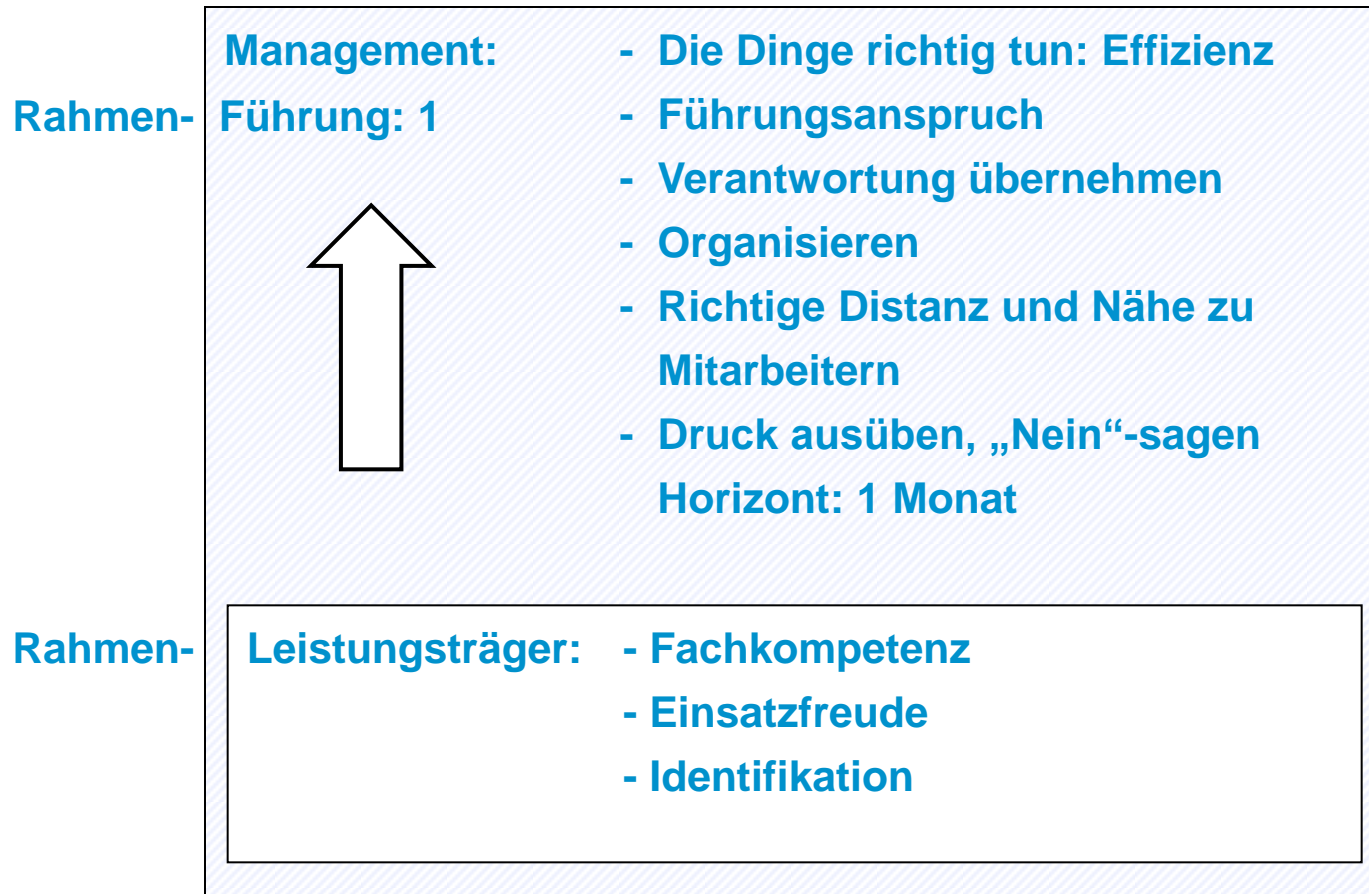 Management: - Die Dinge richtig tun: Effizienz
Rahmen- Führung: 1 - Führungsanspruch
- Verantwortung übernehmen
- Organisieren
- Richtige Distanz und Nähe zu
Mitarbeitern
- Druck ausüben, „Nein“-sagen
Horizont: 1 Monat
Rahmen- Leistungsträger: - Fachkompetenz
- Einsatzfreude
- Identifikation